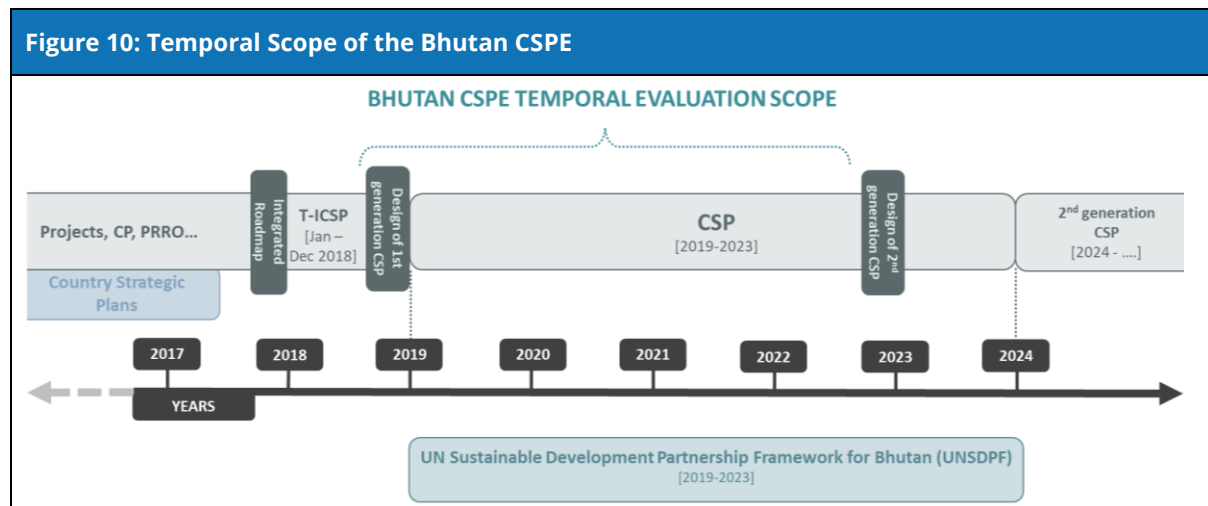 Figure 10: Temporal Scope of the Bhutan CSPE
BHUTAN CSPE TEMPORAL EVALUATION SCOPE
Projects, CP, PRRO...
Integrated
Roadmap
T-ICSP
[Jan –
Dec 2018]
Design of 1st
generation CSP
CSP
[2019-2023]
Design of 2nd
generation CSP
2nd generation
CSP
[2024 - ....]
Country Strategic
Plans
2017
2018
2019
2020
2021
2022
2023
2024
YEARS
UN Sustainable Development Partnership Framework for Bhutan (UNSDPF)
[2019-2023]